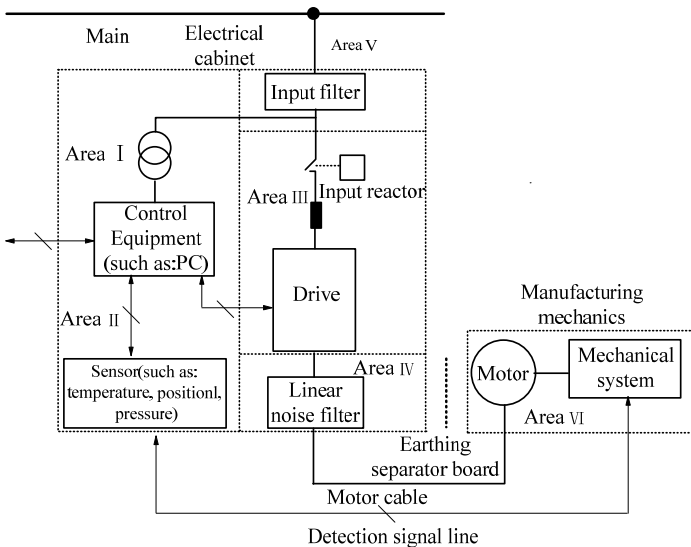 Main
Electrical
cabinet
Area V
Input filter
Area I
Area III
Input reactor
Control
Equipment
(such as:PC)
Drive
Area II
Sensor(such as:
temperature, positionl,
pressure)
Area IV
Linear
noise filter
Manufacturing
mechanics
Motor
Mechanical
system
Area VI
Earthing
separator board
Motor cable
Detection signal line